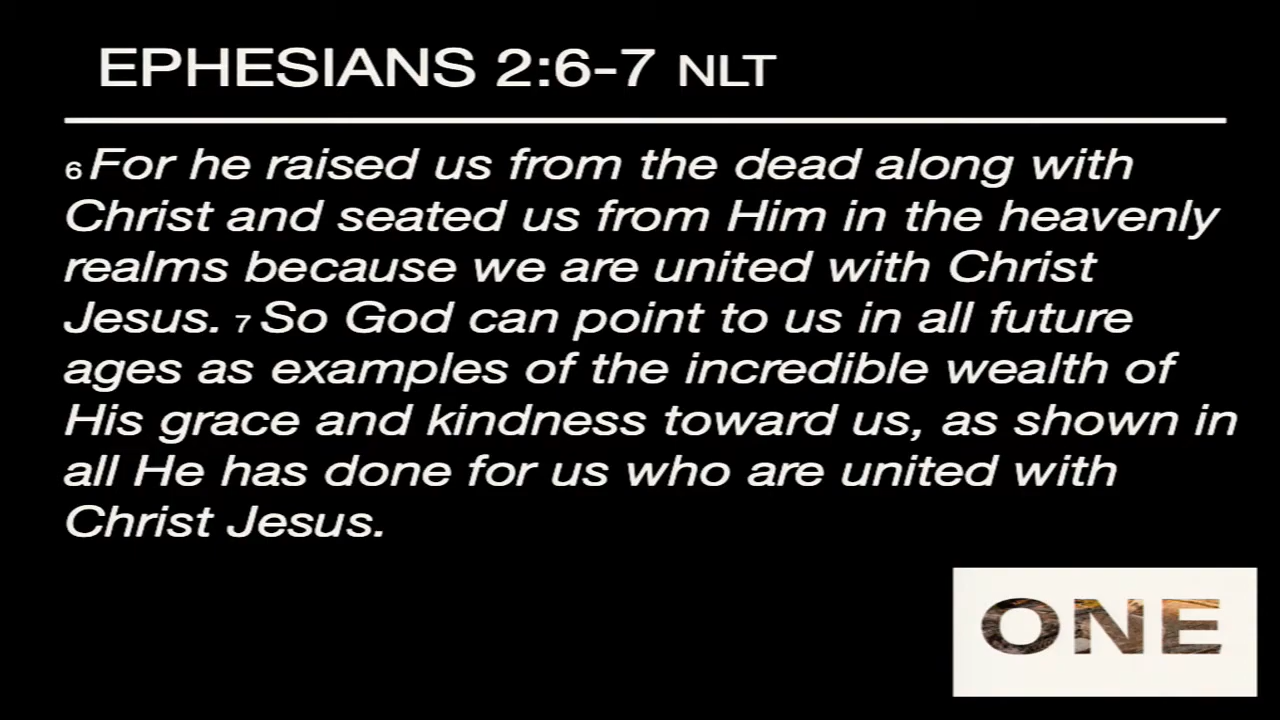 EPHESIANS 2:6-7 NLT
6 For he raised us from the dead along with
Christ and seated us from Him in the heavenly
realms because we are united with Christ
Jesus. 7 So God can point to us in all future
ages as examples of the incredible wealth of
His grace and kindness toward us, as shown in
all He has done for us who are united with
Christ Jesus.
ONE